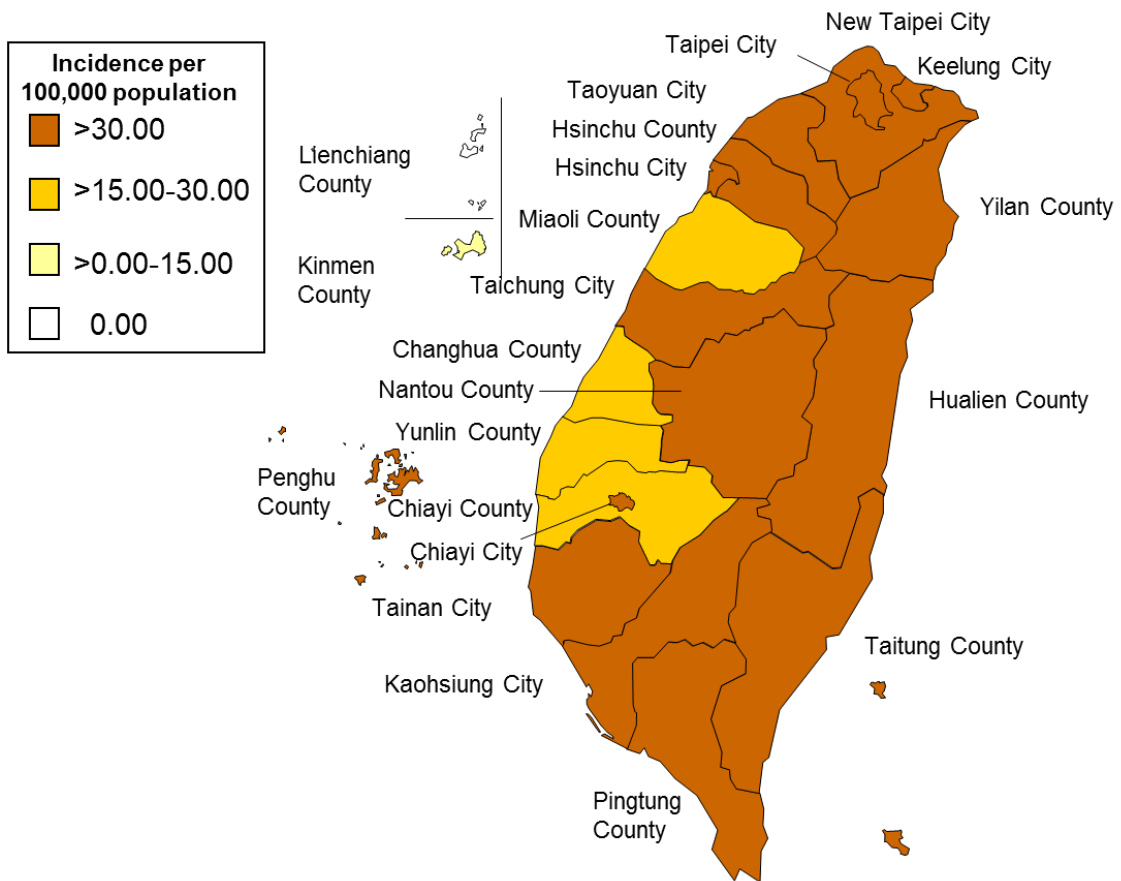 Incidence per
100,000 population
>30.00
>15.00-30.00
>0.00-15.00
0.00
New Taipei City
Taipei City
Keelung City
Taoyuan City
Hsinchu County
Hsinchu City
Lienchiang
County
Miaoli County
Yilan County
Kinmen
County
Taichung City
Changhua County
Nantou County
Hualien County
Yunlin County
Penghu
County
Chiayi County
Chiayi City
Tainan City
Taitung County
Kaohsiung City
Pingtung
County